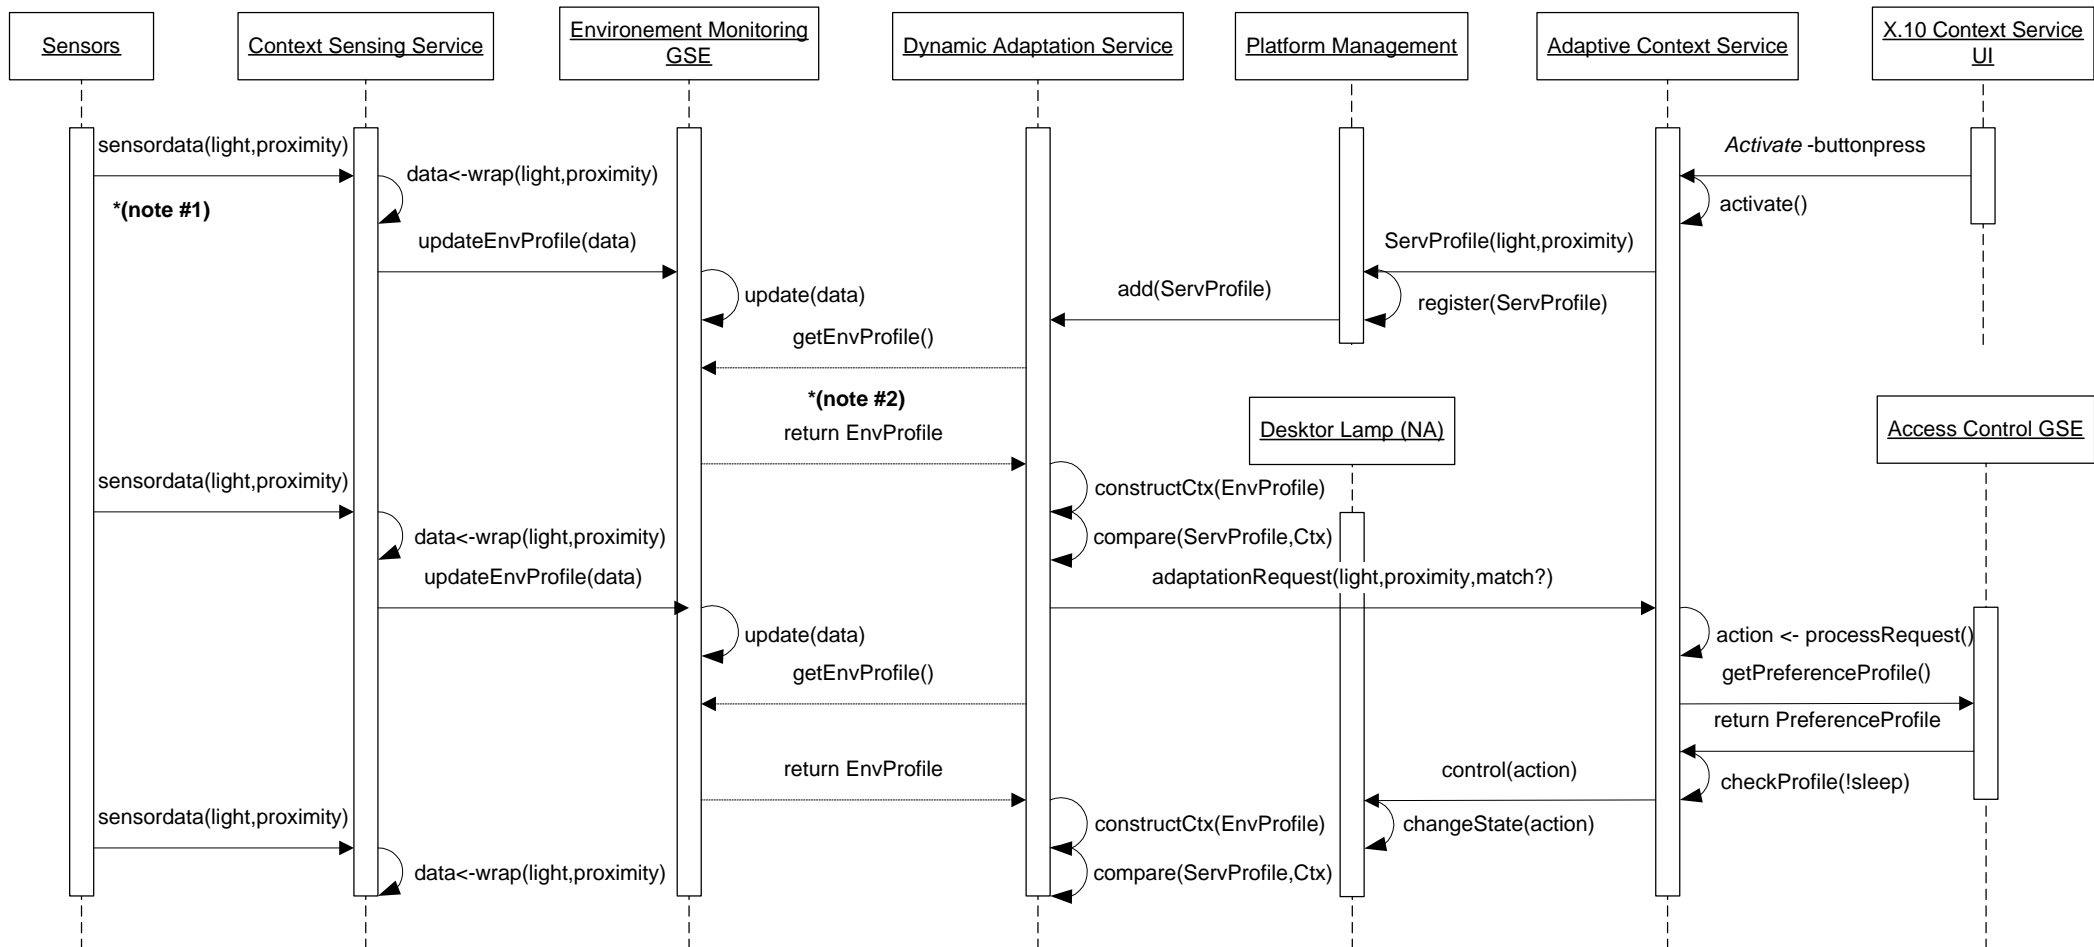 Sensors
Context Sensing Service
Environement Monitoring
GSE
Dynamic Adaptation Service
Platform Management
Adaptive Context Service
X.10 Context Service
UI
sensordata(light,proximity)
data<-wrap(light,proximity)
*(note #1)
Activate -buttonpress
activate()
updateEnvProfile(data)
ServProfile(light,proximity)
update(data)
add(ServProfile)
register(ServProfile)
getEnvProfile()
*(note #2)
return EnvProfile
Desktor Lamp (NA)
Access Control GSE
sensordata(light,proximity)
constructCtx(EnvProfile)
data<-wrap(light,proximity)
compare(ServProfile,Ctx)
updateEnvProfile(data)
adaptationRequest(light,proximity,match?)
update(data)
action <- processRequest()
getEnvProfile()
getPreferenceProfile()
return PreferenceProfile
return EnvProfile
control(action)
checkProfile(!sleep)
sensordata(light,proximity)
constructCtx(EnvProfile)
changeState(action)
data<-wrap(light,proximity)
compare(ServProfile,Ctx)